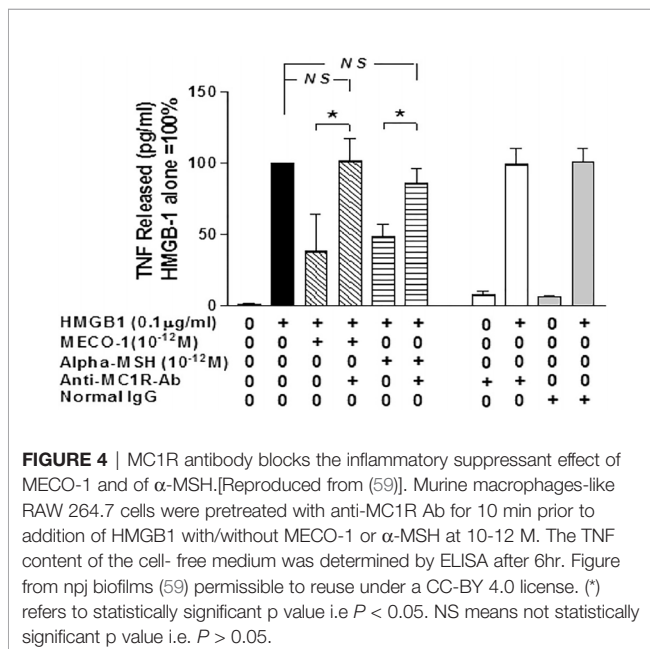 NS
NS
*
*
150
100
50
0
TNF Released (pg/ml)
HMGB-1 alone =100%
HMGB1 (0.1µg/ml) 0 + + + + + 0 + 0 +
MECO-1(10⁻¹²M) 0 0 + + 0 0 0 0 0 0
Alpha-MSH (10⁻¹²M) 0 0 0 0 + + 0 0 0 0
Anti-MC1R-Ab 0 0 0 + 0 + + + 0 0
Normal IgG 0 0 0 0 0 0 0 0 + +
FIGURE 4 | MC1R antibody blocks the inflammatory suppressant effect of
MECO-1 and of α-MSH.[Reproduced from (59)]. Murine macrophages-like
RAW 264.7 cells were pretreated with anti-MC1R Ab for 10 min prior to
addition of HMGB1 with/without MECO-1 or α-MSH at 10-12 M. The TNF
content of the cell- free medium was determined by ELISA after 6hr. Figure
from npj biofilms (59) permissible to reuse under a CC-BY 4.0 license. (*)
refers to statistically significant p value i.e P < 0.05. NS means not statistically
significant p value i.e. P > 0.05.